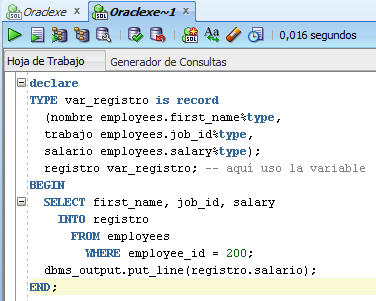 Oraclexe
Oraclexe~1
SQL
0,016 segundos
Hoja de Trabajo
Generador de Consultas
declare
TYPE var_registro is record
(nombre employees.first_name%type,
trabajo employees.job_id%type,
salario employees.salary%type);
registro var_registro; -- aquí uso la variable
BEGIN
SELECT first_name, job_id, salary
INTO registro
FROM employees
WHERE employee_id = 200;
dbms_output.put_line(registro.salario);
END;